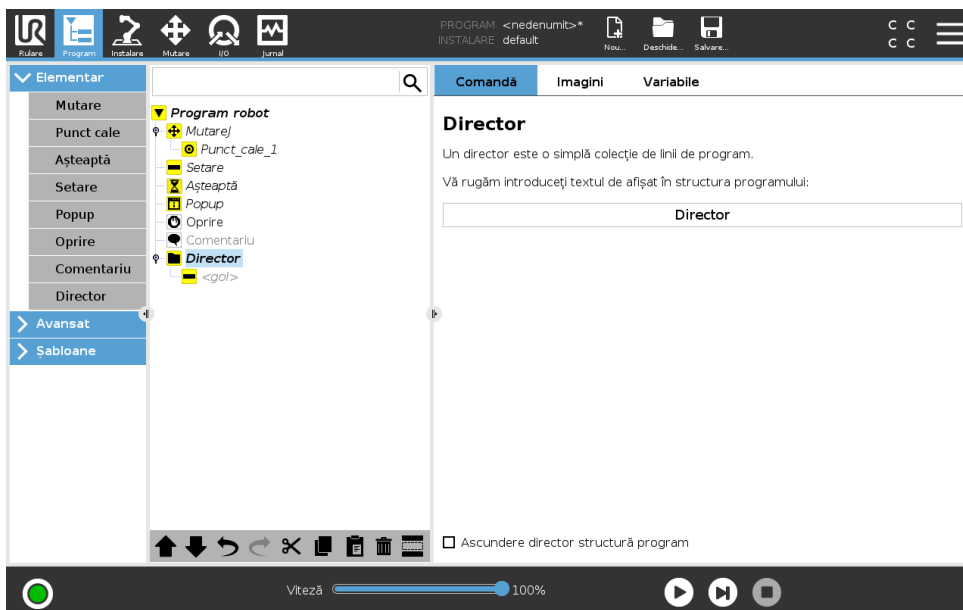 Rulare
Program
Instalare
Mutare
I/O
Jurnal
PROGRAM <nedenumit>*
INSTALARE default
Nou...
Deschide...
Salvare...
C C
C C
Elementar
Mutare
Punct cale
Așteaptă
Setare
Popup
Oprire
Comentariu
Director
Avansat
Șabloane
Program robot
MutareJ
Punct_cale_1
Setare
Așteaptă
Popup
Oprire
Comentariu
Director
<gol>
Comandă
Imagini
Variabile
Director
Un director este o simplă colecție de linii de program.
Vă rugăm introduceți textul de afișat în structura programului:
Director
Ascundere director structură program
Viteză
100%